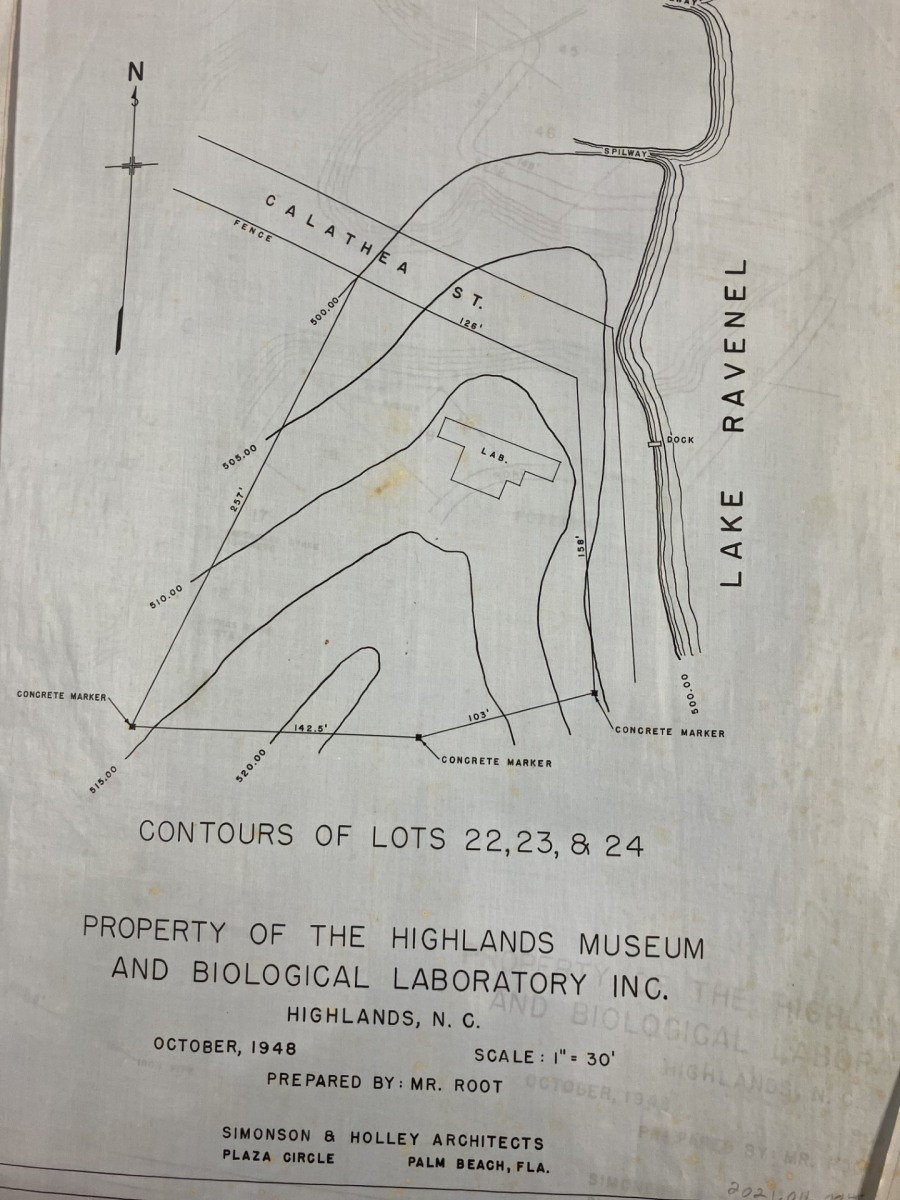 N
SPILWAY
CALATHEA ST.
FENCE
500.00
126'
LAKE RAVENEL
DOCK
505.00
LAB.
257'
158'
510.00
CONCRETE MARKER
500.00
103'
142.5'
CONCRETE MARKER
CONCRETE MARKER
515.00
520.00
CONTOURS OF LOTS 22, 23, & 24
PROPERTY OF THE HIGHLANDS MUSEUM
AND BIOLOGICAL LABORATORY INC.
HIGHLANDS, N. C.
OCTOBER, 1948
SCALE: 1" = 30'
PREPARED BY: MR. ROOT
SIMONSON & HOLLEY ARCHITECTS
PLAZA CIRCLE PALM BEACH, FLA.